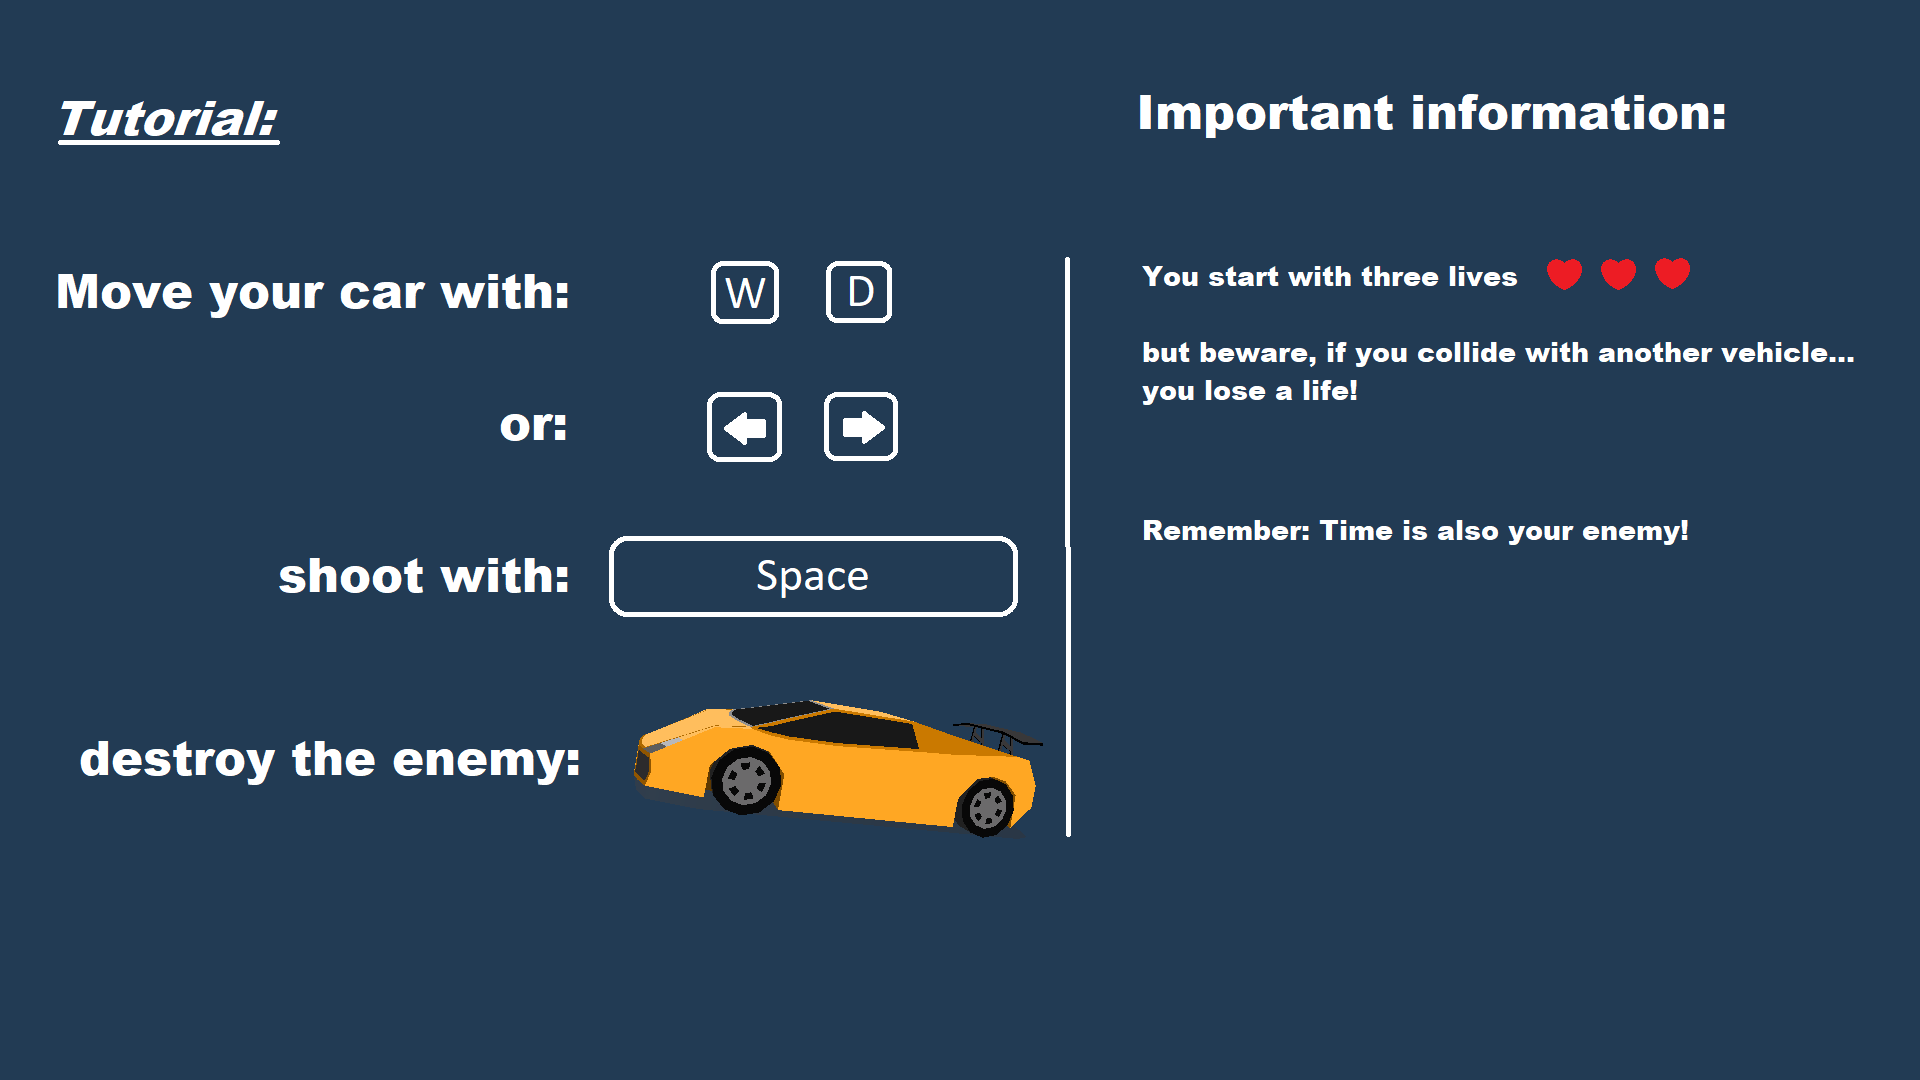 Tutorial:
Move your car with:
W D
or:
shoot with:
Space
destroy the enemy:
Important information:
You start with three lives
but beware, if you collide with another vehicle...
you lose a life!
Remember: Time is also your enemy!